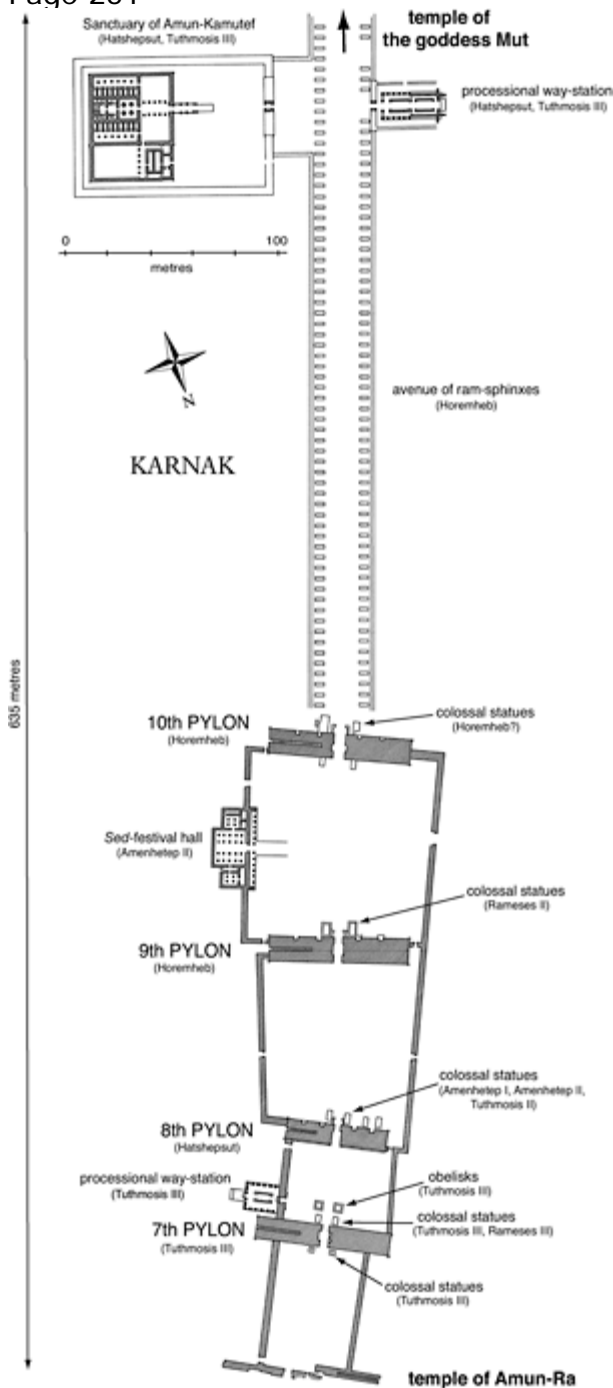 Sanctuary of Amun-Kamutef
(Hatshepsut, Tuthmosis III)
temple of
the goddess Mut
processional way-station
(Hatshepsut, Tuthmosis III)
0 100
metres
N
KARNAK
avenue of ram-sphinxes
(Horemheb)
635 metres
10th PYLON
(Horemheb)
colossal statues
(Horemheb?)
Sed-festival hall
(Amenhetep II)
colossal statues
(Rameses II)
9th PYLON
(Horemheb)
colossal statues
(Amenhetep I, Amenhetep II,
Tuthmosis II)
8th PYLON
(Hatshepsut)
processional way-station
(Tuthmosis III)
obelisks
(Tuthmosis III)
7th PYLON
(Tuthmosis III)
colossal statues
(Tuthmosis III, Rameses III)
colossal statues
(Tuthmosis III)
temple of Amun-Ra